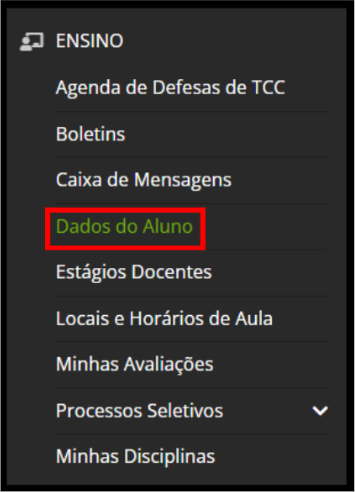 ENSINO
Agenda de Defesas de TCC
Boletins
Caixa de Mensagens
Dados do Aluno
Estágios Docentes
Locais e Horários de Aula
Minhas Avaliações
Processos Seletivos
Minhas Disciplinas